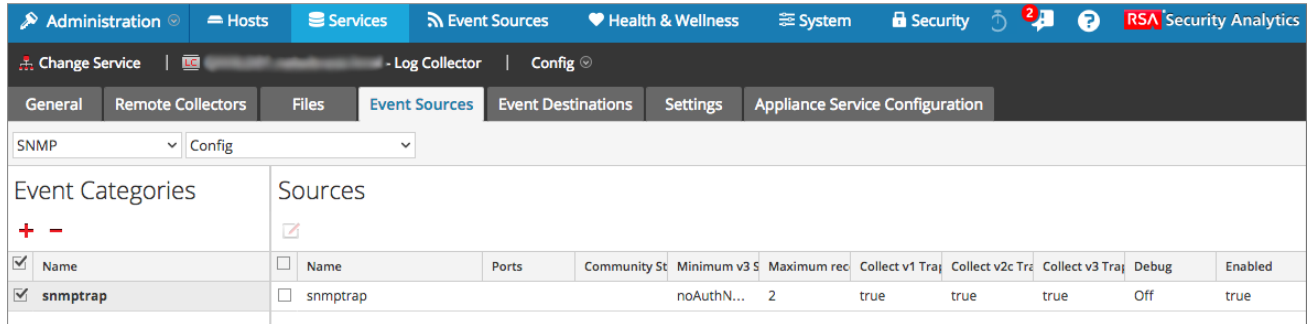 Administration Hosts Services Event Sources Health & Wellness System Security 2 ? RSA Security Analytics
Change Service | LC - Log Collector | Config
General Remote Collectors Files Event Sources Event Destinations Settings Appliance Service Configuration
SNMP Config
Event Categories Sources
Name Name Ports Community St Minimum v3 S Maximum rec Collect v1 Trap Collect v2c Tra Collect v3 Trap Debug Enabled
snmptrap snmptrap noAuthN... 2 true true true Off true